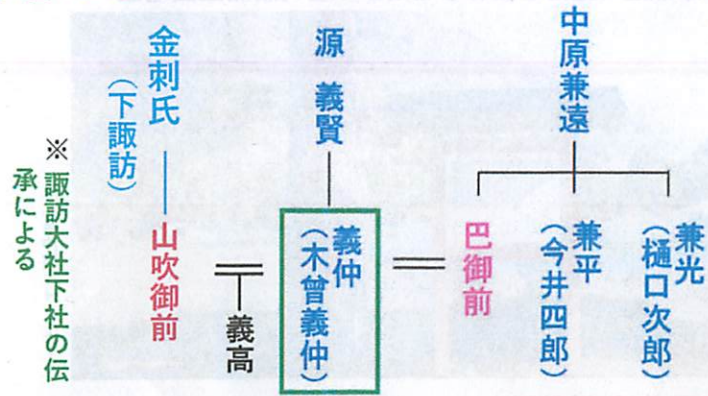 中原兼遠
兼光
（樋口次郎）
兼平
（今井四郎）
巴御前
源 義賢
義仲
（木曾義仲）
義高
金刺氏
（下諏訪）
山吹御前
※ 諏訪大社下社の伝
承による